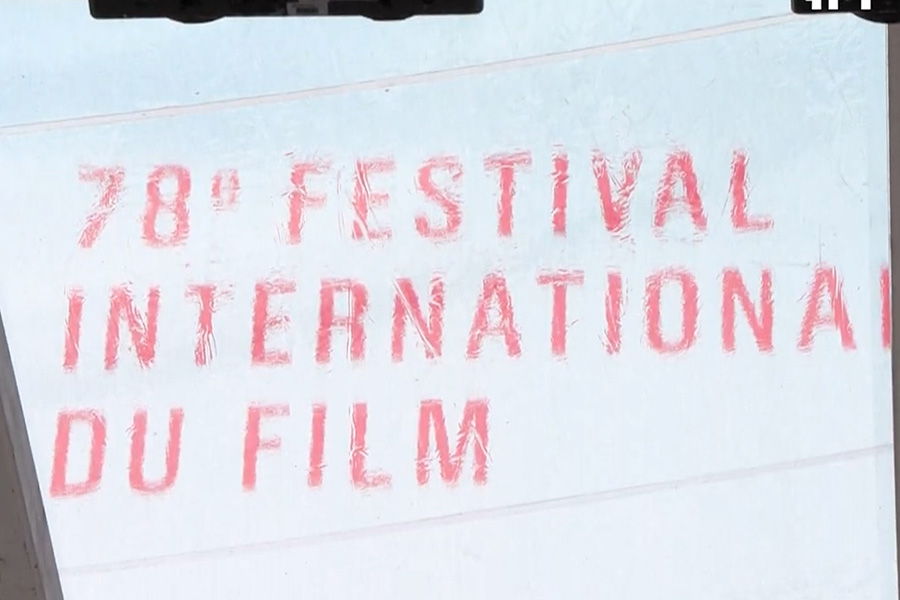 78e FESTIVAL
INTERNATIONAL
DU FILM